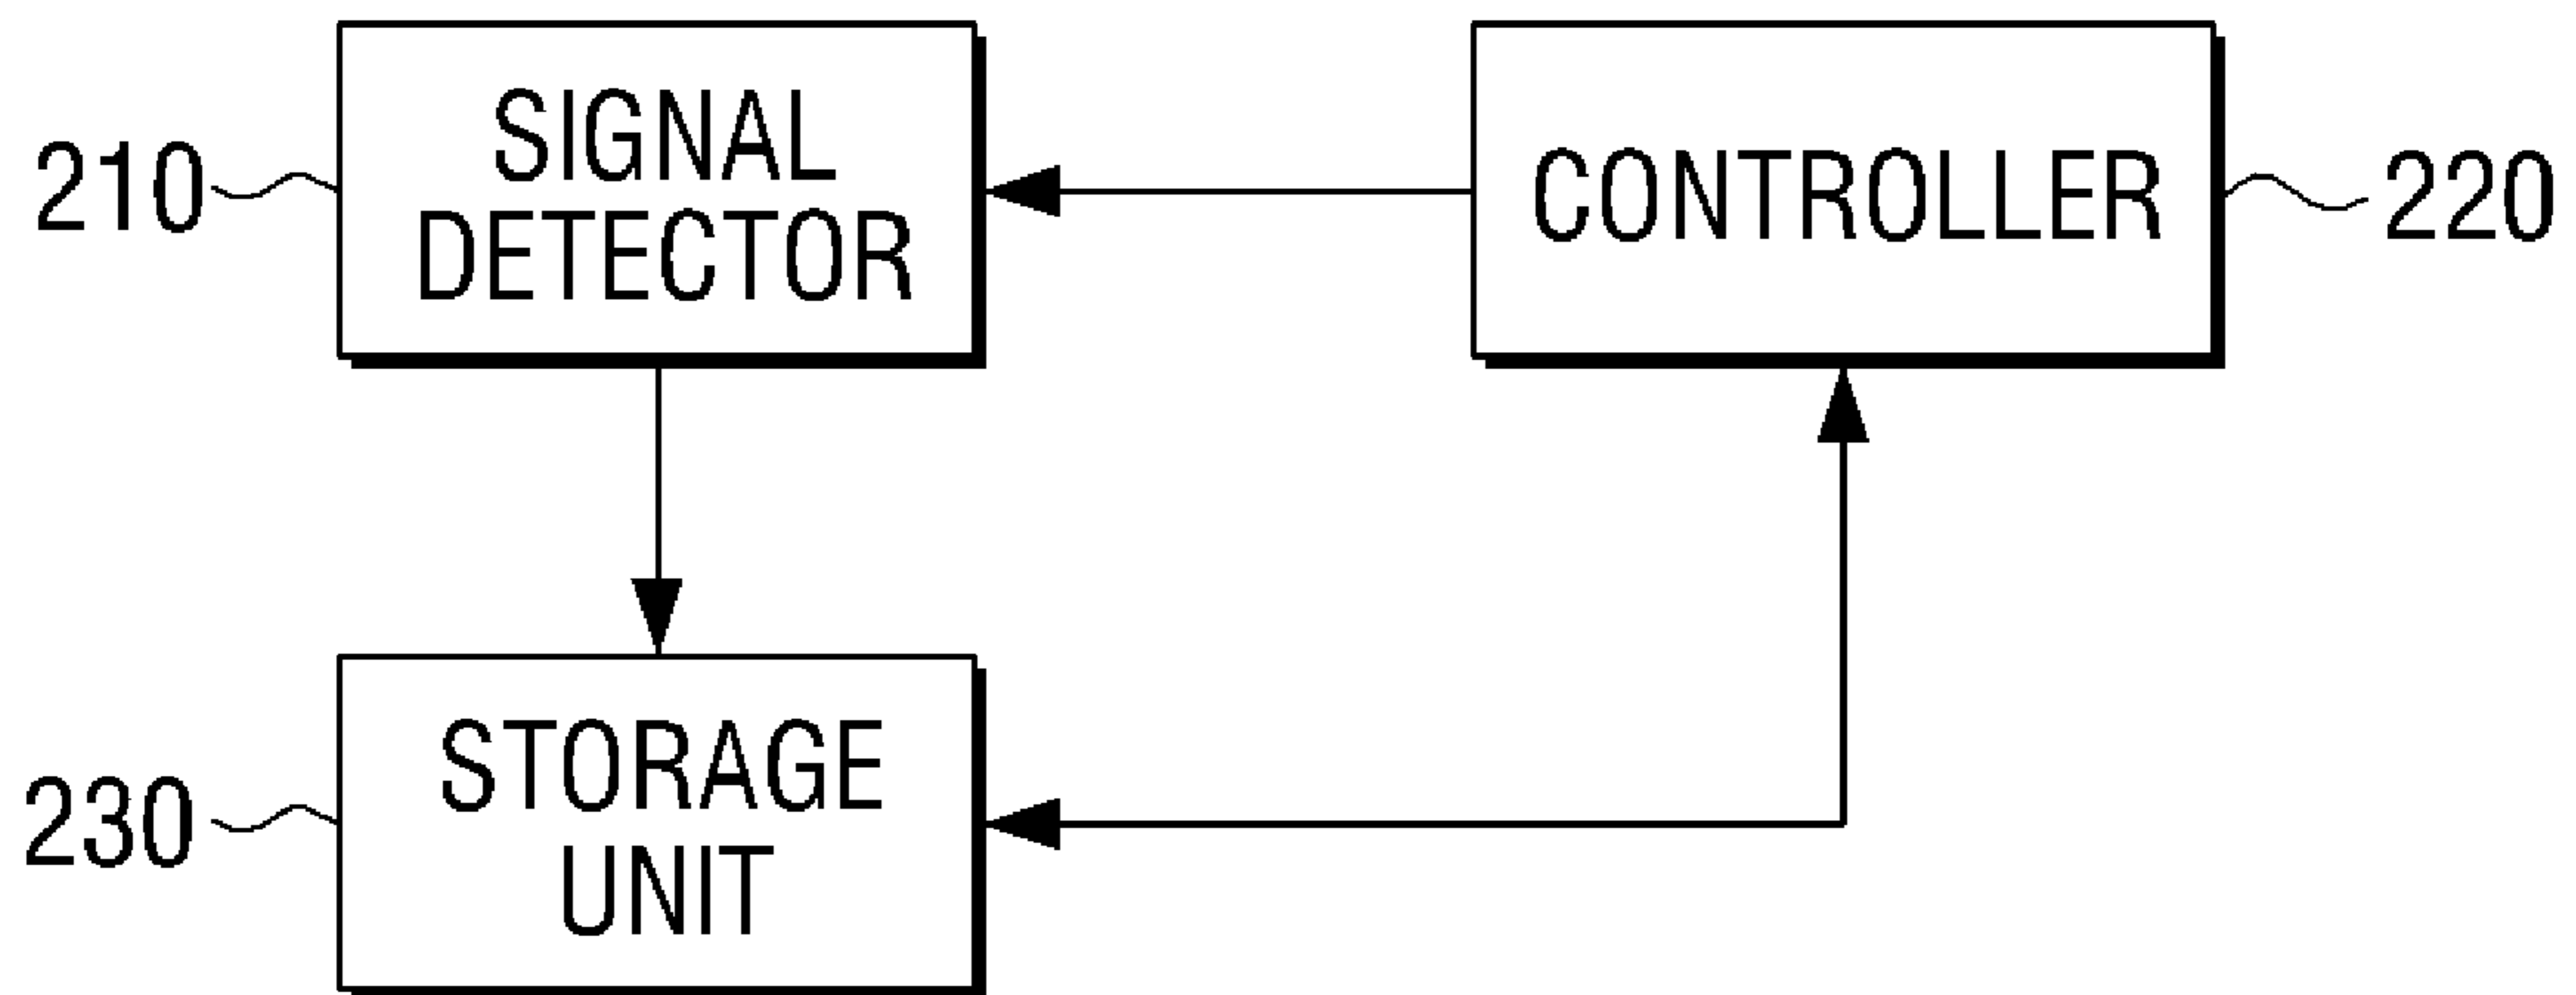 210
SIGNAL
DETECTOR
CONTROLLER
220
230
STORAGE
UNIT